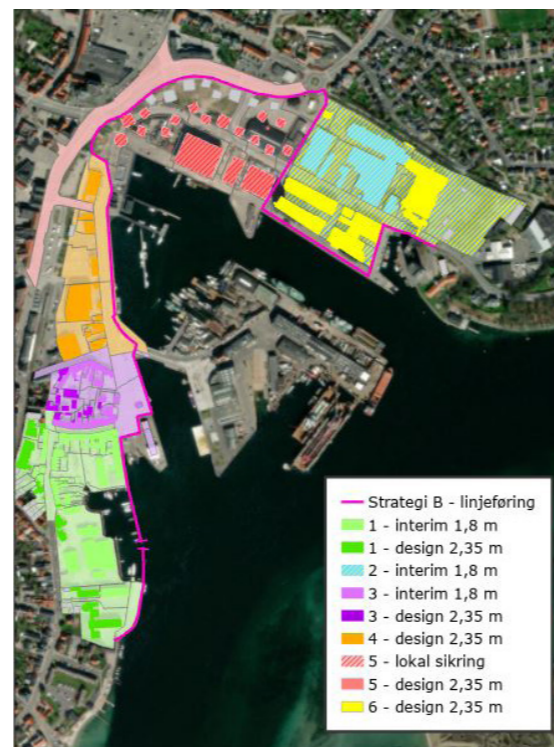 Strategi B - linjeføring
1 - interim 1,8 m
1 - design 2,35 m
2 - interim 1,8 m
3 - interim 1,8 m
3 - design 2,35 m
4 - design 2,35 m
5 - lokal sikring
5 - design 2,35 m
6 - design 2,35 m